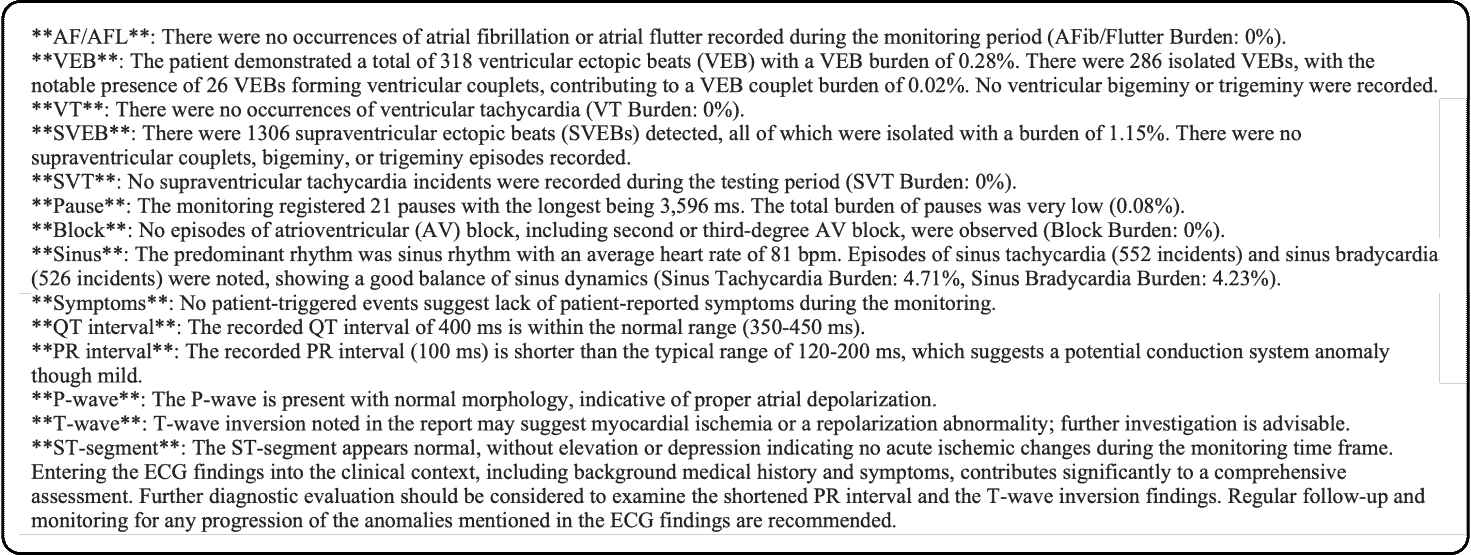 **AF/AFL**: There were no occurrences of atrial fibrillation or atrial flutter recorded during the monitoring period (AFib/Flutter Burden: 0%).
**VEB**: The patient demonstrated a total of 318 ventricular ectopic beats (VEB) with a VEB burden of 0.28%. There were 286 isolated VEBs, with the
notable presence of 26 VEBs forming ventricular couplets, contributing to a VEB couplet burden of 0.02%. No ventricular bigeminy or trigeminy were recorded.
**VT**: There were no occurrences of ventricular tachycardia (VT Burden: 0%).
**SVEB**: There were 1306 supraventricular ectopic beats (SVEBs) detected, all of which were isolated with a burden of 1.15%. There were no
supraventricular couplets, bigeminy, or trigeminy episodes recorded.
**SVT**: No supraventricular tachycardia incidents were recorded during the testing period (SVT Burden: 0%).
**Pause**: The monitoring registered 21 pauses with the longest being 3,596 ms. The total burden of pauses was very low (0.08%).
**Block**: No episodes of atrioventricular (AV) block, including second or third-degree AV block, were observed (Block Burden: 0%).
**Sinus**: The predominant rhythm was sinus rhythm with an average heart rate of 81 bpm. Episodes of sinus tachycardia (552 incidents) and sinus bradycardia
(526 incidents) were noted, showing a good balance of sinus dynamics (Sinus Tachycardia Burden: 4.71%, Sinus Bradycardia Burden: 4.23%).
**Symptoms**: No patient-triggered events suggest lack of patient-reported symptoms during the monitoring.
**QT interval**: The recorded QT interval of 400 ms is within the normal range (350-450 ms).
**PR interval**: The recorded PR interval (100 ms) is shorter than the typical range of 120-200 ms, which suggests a potential conduction system anomaly
though mild.
**P-wave**: The P-wave is present with normal morphology, indicative of proper atrial depolarization.
**T-wave**: T-wave inversion noted in the report may suggest myocardial ischemia or a repolarization abnormality; further investigation is advisable.
**ST-segment**: The ST-segment appears normal, without elevation or depression indicating no acute ischemic changes during the monitoring time frame.
Entering the ECG findings into the clinical context, including background medical history and symptoms, contributes significantly to a comprehensive
assessment. Further diagnostic evaluation should be considered to examine the shortened PR interval and the T-wave inversion findings. Regular follow-up and
monitoring for any progression of the anomalies mentioned in the ECG findings are recommended.